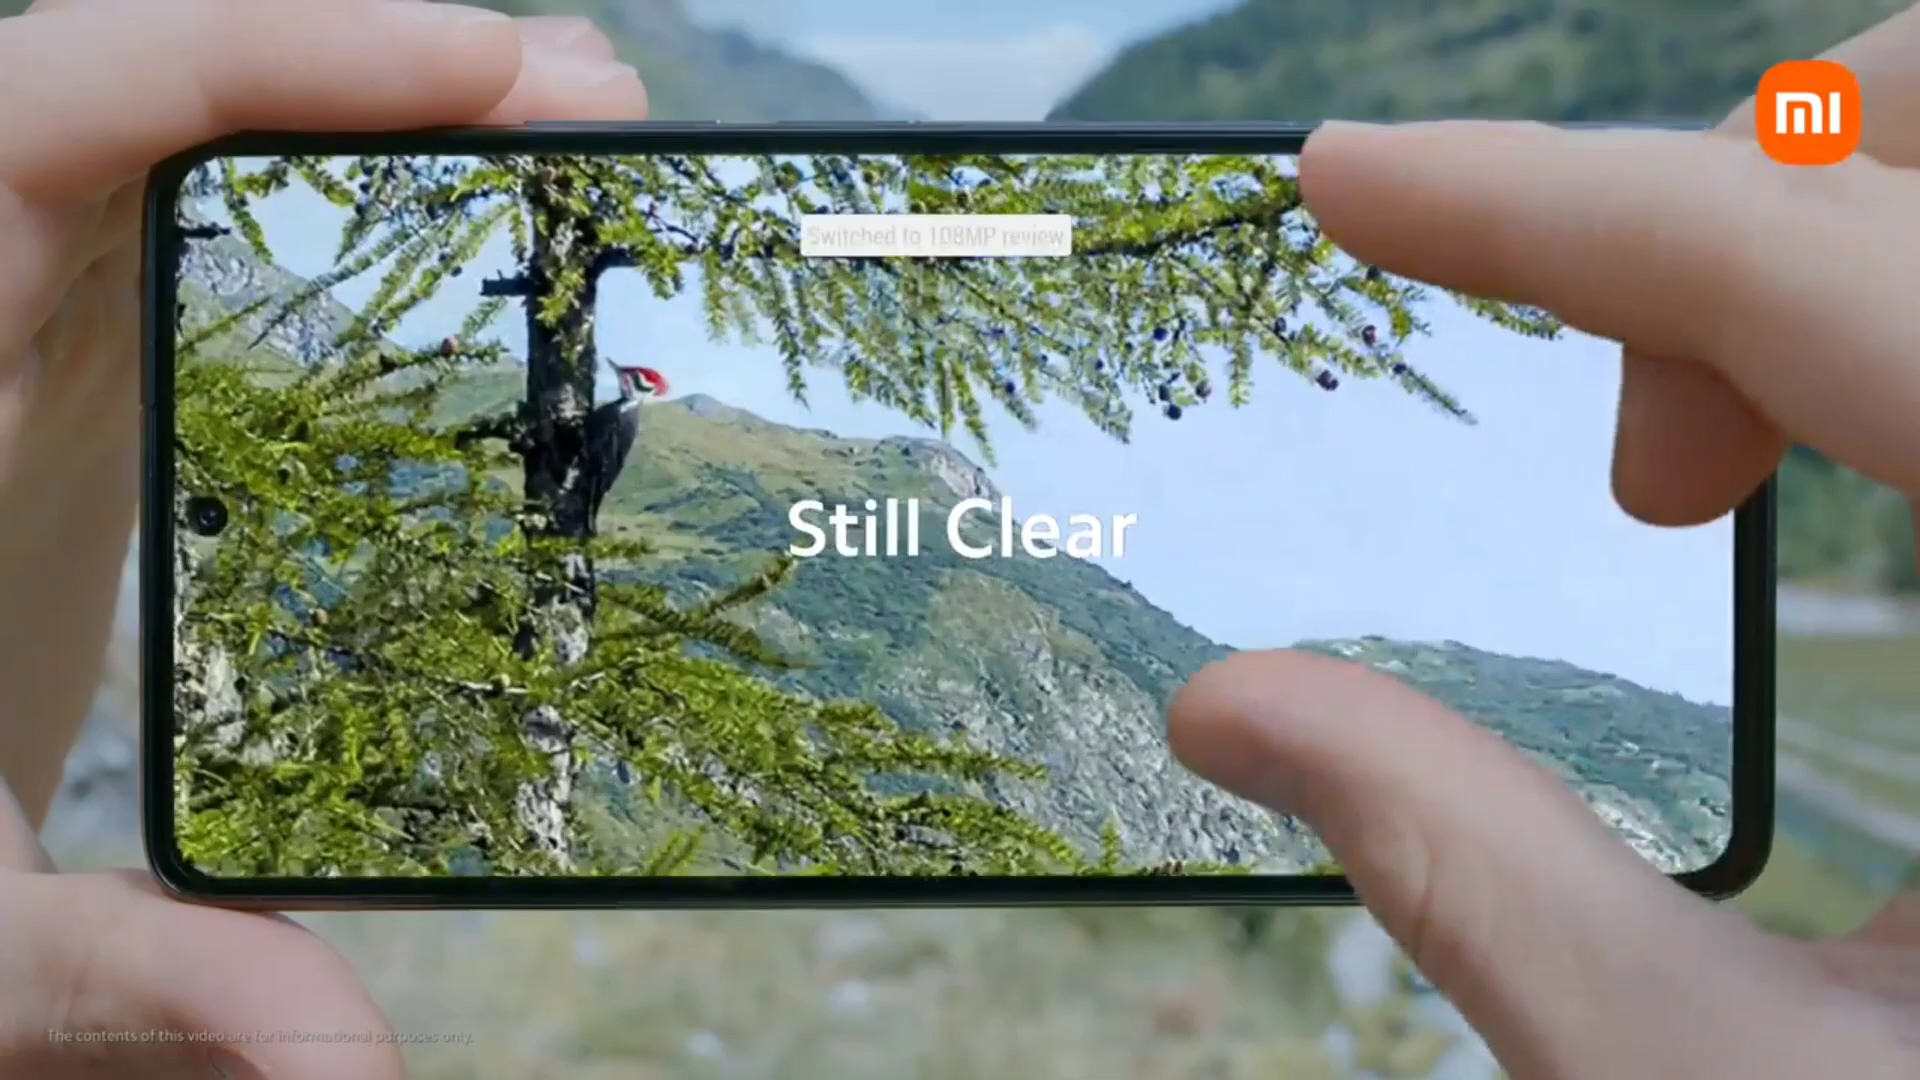 mi
Switched to 108MP review
Still Clear
The contents of this video are for informational purposes only.